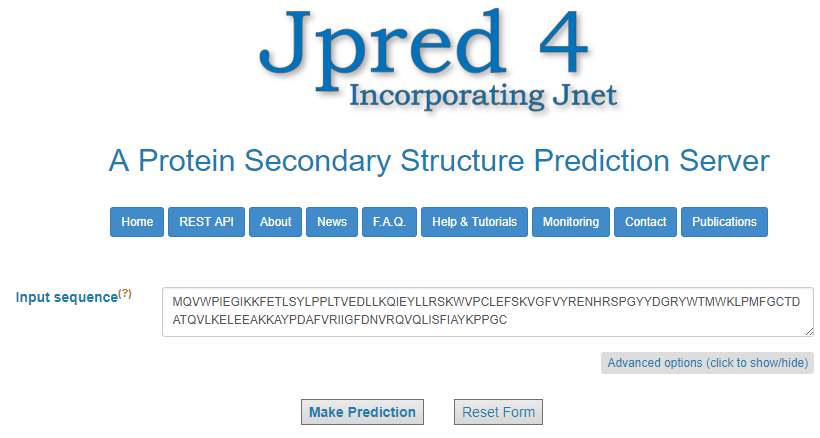 Jpred 4
Incorporating Jnet
A Protein Secondary Structure Prediction Server
Home REST API About News F.A.Q. Help & Tutorials Monitoring Contact Publications
Input sequence(?)
MQVWPIEGIKKFETLSYLPPLTVEDLLKQIEYLLRSKWVPCLEFSKVGFVYRENHRSPGYYDGRYWTMWKLPMFGCTD
ATQVLKELEEAKKAYPDAFVRIIGFDNVRQVQLISFIAYKPPGC
Advanced options (click to show/hide)
Make Prediction Reset Form